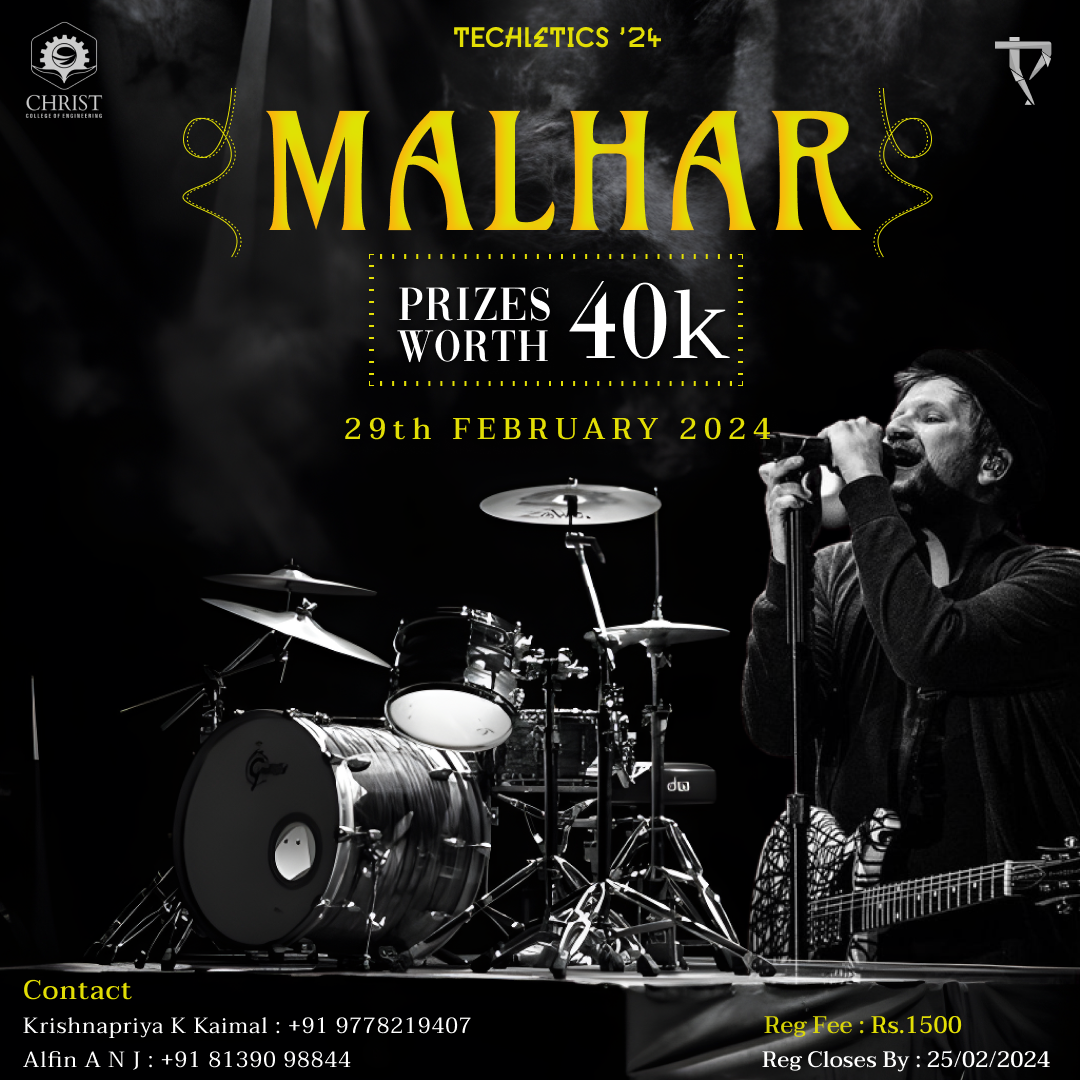 TECHLETICS '24
CHRIST
COLLEGE OF ENGINEERING
MALHAR
PRIZES
WORTH
40k
29th FEBRUARY 2024
dw
Contact
Krishnapriya K Kaimal : +91 9778219407
Alfin A N J : +91 81390 98844
Reg Fee : Rs.1500
Reg Closes By : 25/02/2024